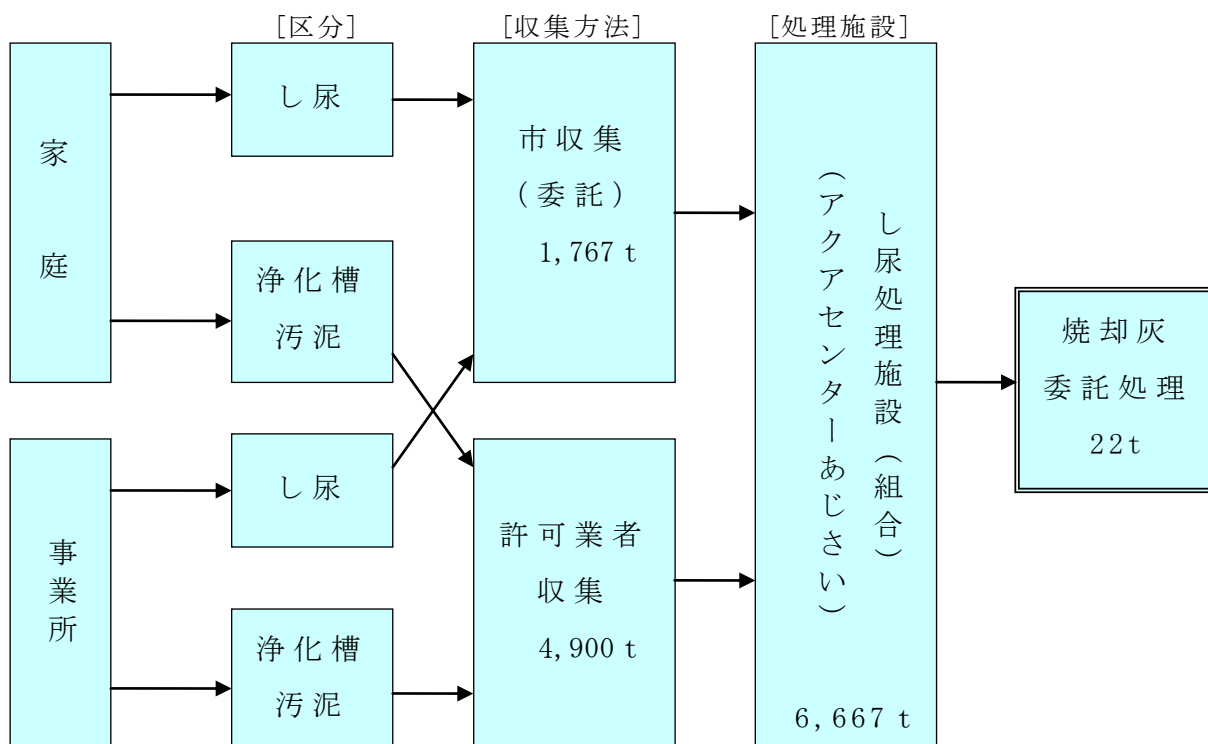 [区分]
[収集方法]
[処理施設]
家庭
し尿
浄化槽
汚泥
事業所
し尿
浄化槽
汚泥
市収集
(委託)
1,767 t
許可業者
収集
4,900 t
し尿処理施設(組合)
(アクアセンターあじさい)
6,667 t
焼却灰
委託処理
22t